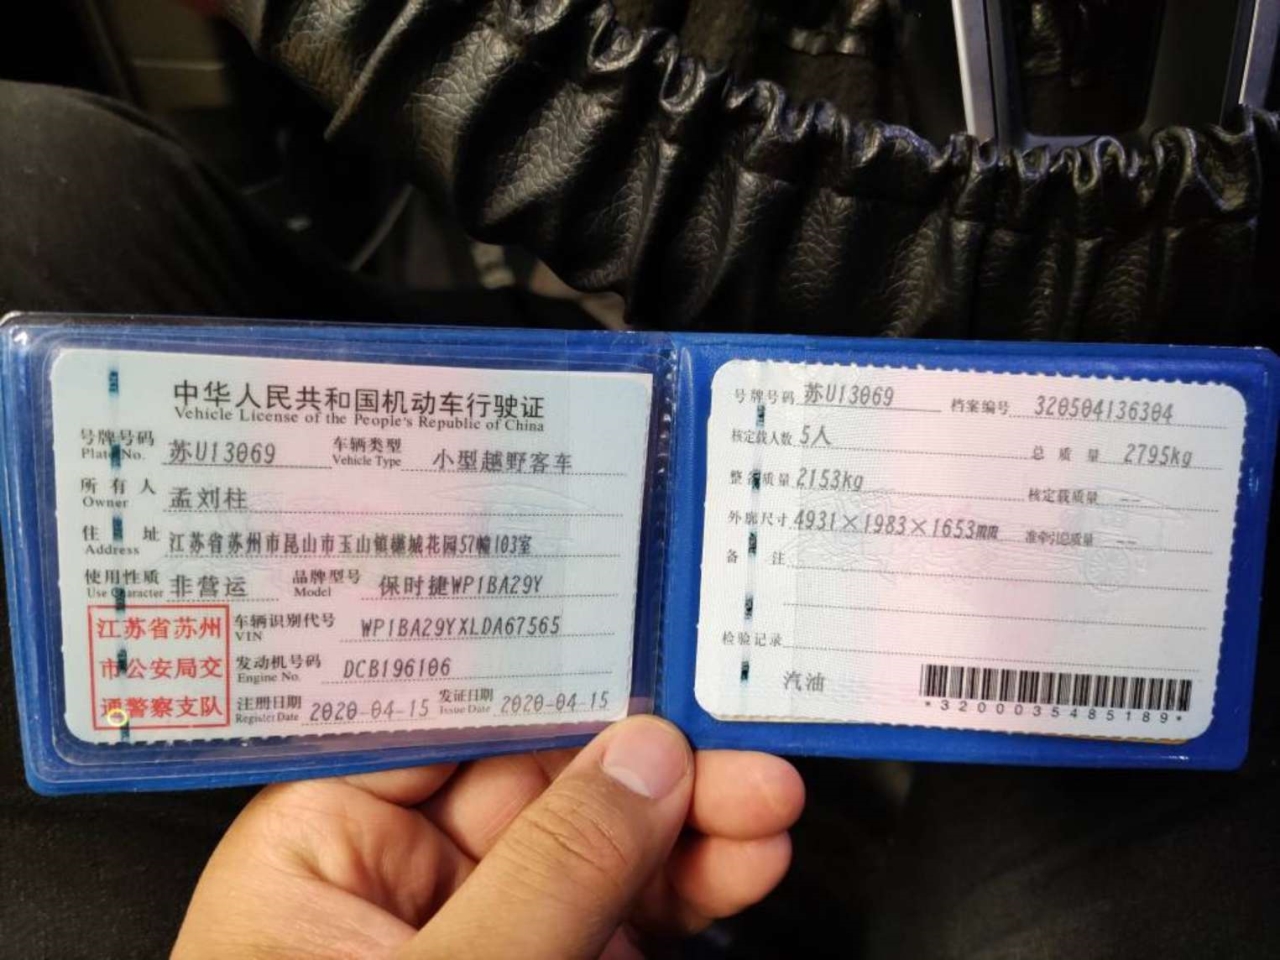 中华人民共和国机动车行驶证
Vehicle License of the People's Republic of China
号牌号码 苏U13069 车辆类型 小型越野客车
Plate No. Vehicle Type
所有人 孟刘柱
Owner
住址 江苏省苏州市昆山市玉山镇樾城花园57幢103室
Address
使用性质 非营运 品牌型号 保时捷WP1BA29Y
Use Character Model
江苏省苏州
市公安局交
通警察支队
车辆识别代号 WP1BA29YXLDA67565
VIN
发动机号码 DCB196106
Engine No.
注册日期 2020-04-15 发证日期 2020-04-15
Register Date Issue Date
号牌号码 苏U13069 档案编号 320504136304
核定载人数 5人 总质量 2795kg
整备质量 2153kg 核定载质量 --
外廓尺寸 4931×1983×1653mm 准牵引总质量 --
备注
检验记录
汽油
*3200035485189*